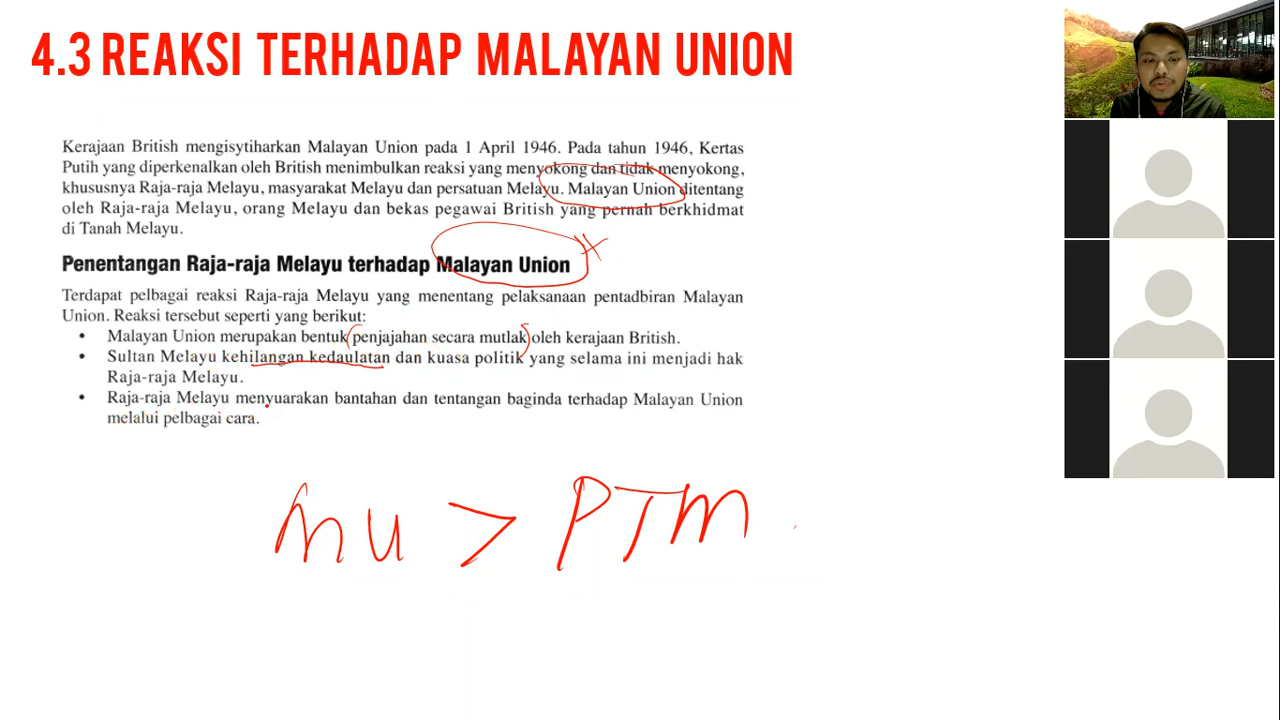 4.3 REAKSI TERHADAP MALAYAN UNION
Kerajaan British mengisytiharkan Malayan Union pada 1 April 1946. Pada tahun 1946, Kertas
Putih yang diperkenalkan oleh British menimbulkan reaksi yang menyokong dan tidak menyokong,
khususnya Raja-raja Melayu, masyarakat Melayu dan persatuan Melayu. Malayan Union ditentang
oleh Raja-raja Melayu, orang Melayu dan bekas pegawai British yang pernah berkhidmat
di Tanah Melayu.
Penentangan Raja-raja Melayu terhadap Malayan Union
Terdapat pelbagai reaksi Raja-raja Melayu yang menentang pelaksanaan pentadbiran Malayan
Union. Reaksi tersebut seperti yang berikut:
• Malayan Union merupakan bentuk penjajahan secara mutlak oleh kerajaan British.
• Sultan Melayu kehilangan kedaulatan dan kuasa politik yang selama ini menjadi hak
Raja-raja Melayu.
• Raja-raja Melayu menyuarakan bantahan dan tentangan baginda terhadap Malayan Union
melalui pelbagai cara.
MU > PTM